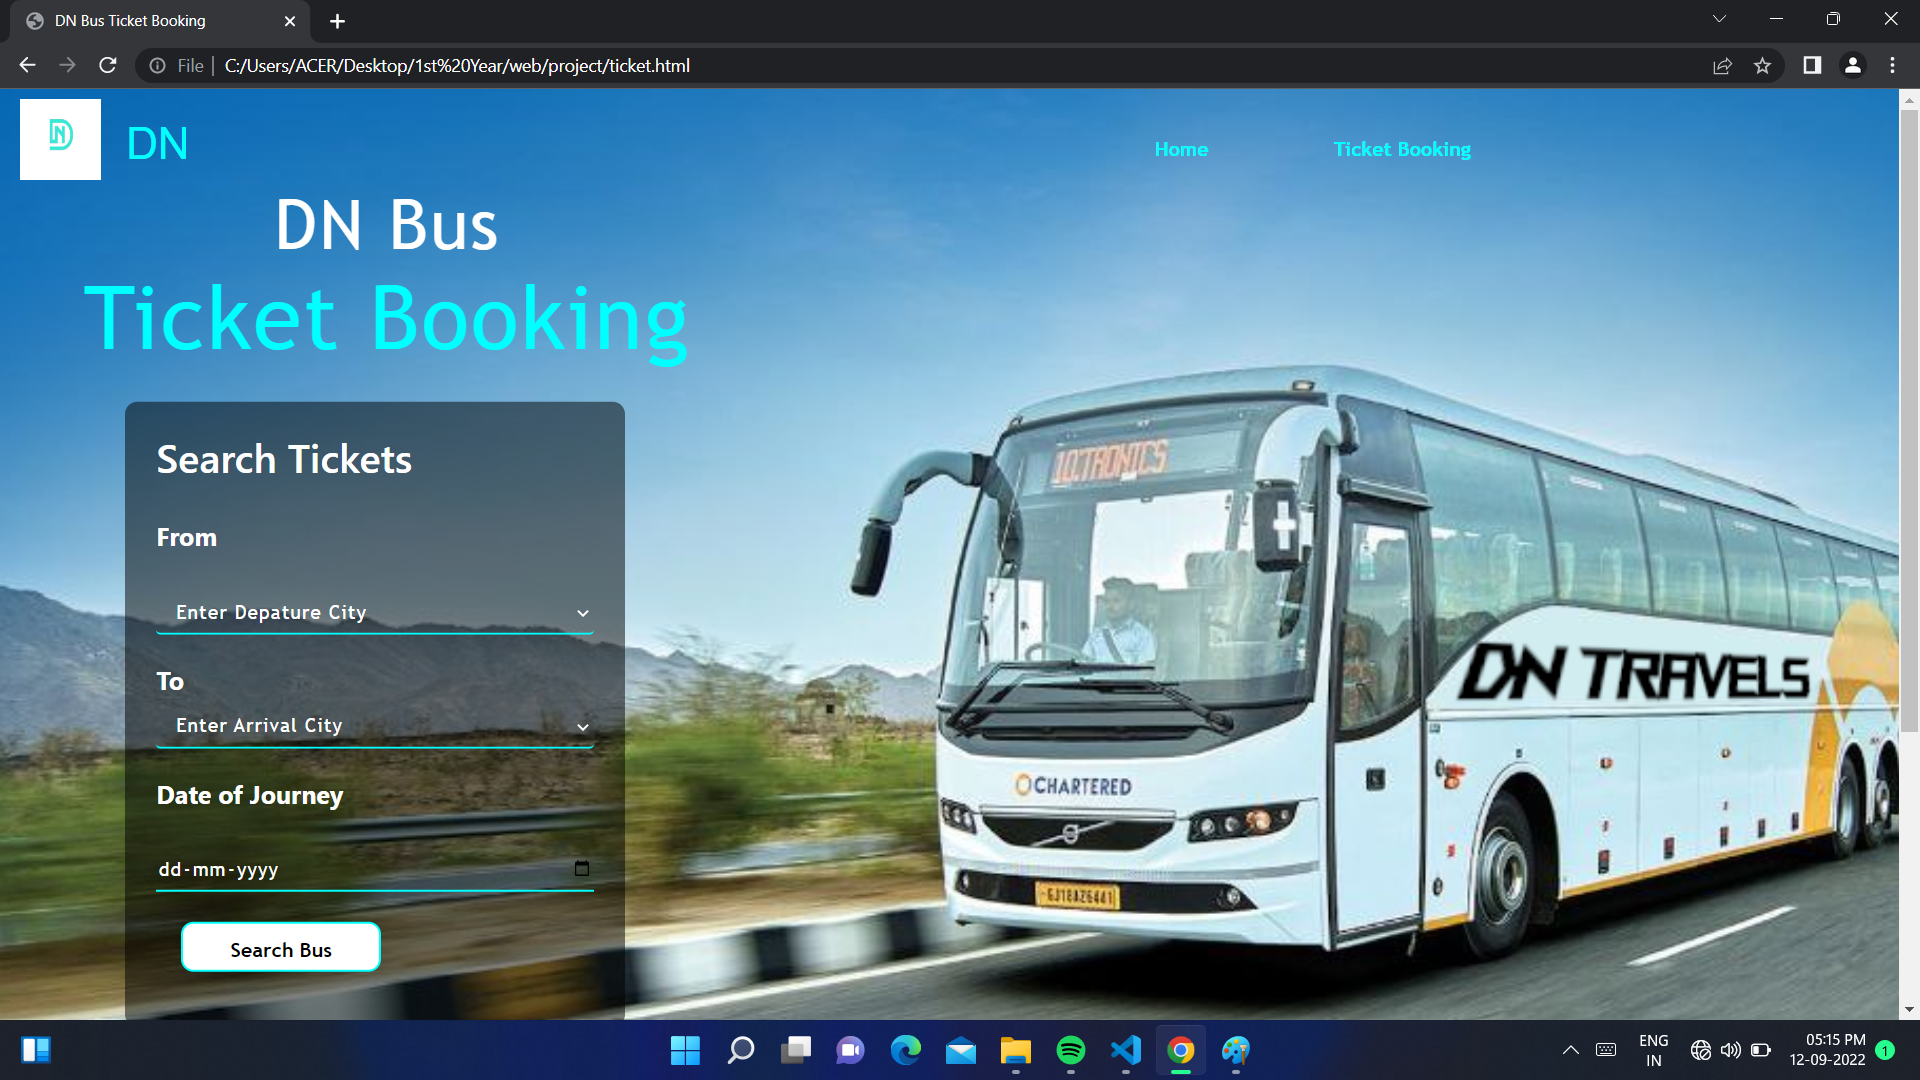 DN Bus Ticket Booking
File
C:/Users/ACER/Desktop/1st%20Year/web/project/ticket.html
DN
DN
Home
Ticket Booking
DN Bus
Ticket Booking
Search Tickets
From
Enter Depature City
To
Enter Arrival City
Date of Journey
dd-mm-yyyy
Search Bus
DN TRAVELS
CHARTERED
GJ18AZ6441
ENG
IN
05:15 PM
12-09-2022
1